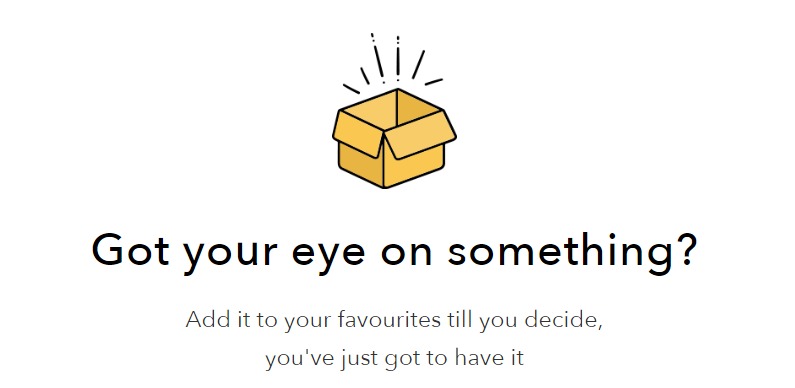 Got your eye on something?
Add it to your favourites till you decide,
you've just got to have it